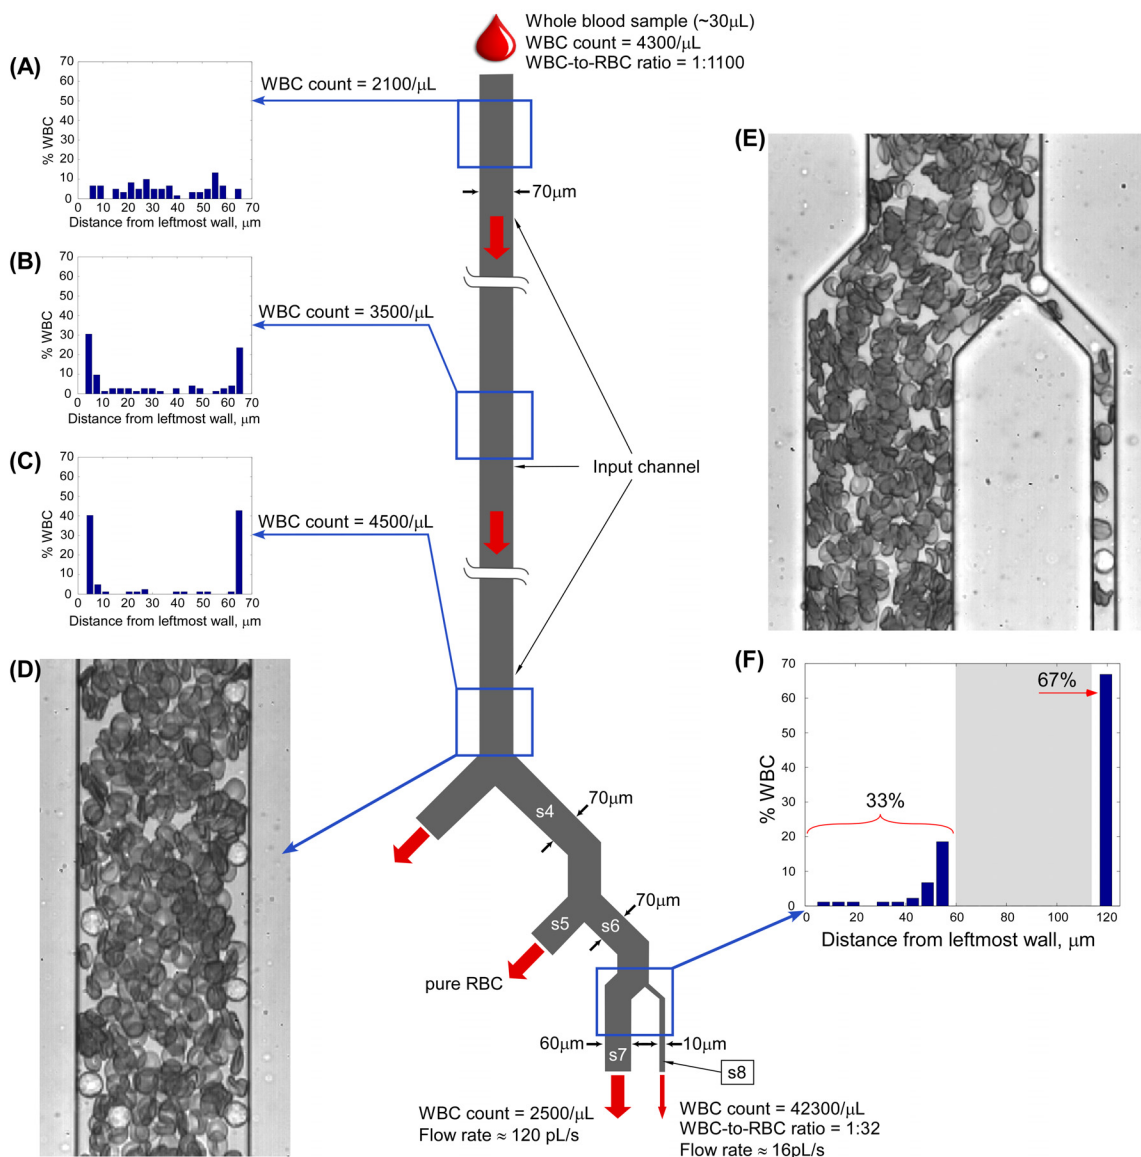 Whole blood sample (~30μL)
WBC count = 4300/μL
WBC-to-RBC ratio = 1:1100
(A)
70
60
50
40
30
20
10
0
% WBC
0 10 20 30 40 50 60 70
Distance from leftmost wall, μm
WBC count = 2100/μL
70μm
(B)
70
60
50
40
30
20
10
0
% WBC
0 10 20 30 40 50 60 70
Distance from leftmost wall, μm
WBC count = 3500/μL
(C)
70
60
50
40
30
20
10
0
% WBC
0 10 20 30 40 50 60 70
Distance from leftmost wall, μm
WBC count = 4500/μL
Input channel
(D)
(E)
s4
70μm
s5
s6
70μm
pure RBC
60μm
s7
10μm
s8
WBC count = 2500/μL
Flow rate ≈ 120 pL/s
WBC count = 42300/μL
WBC-to-RBC ratio = 1:32
Flow rate ≈ 16pL/s
(F)
70
60
50
40
30
20
10
0
% WBC
67%
33%
0 20 40 60 80 100 120
Distance from leftmost wall, μm